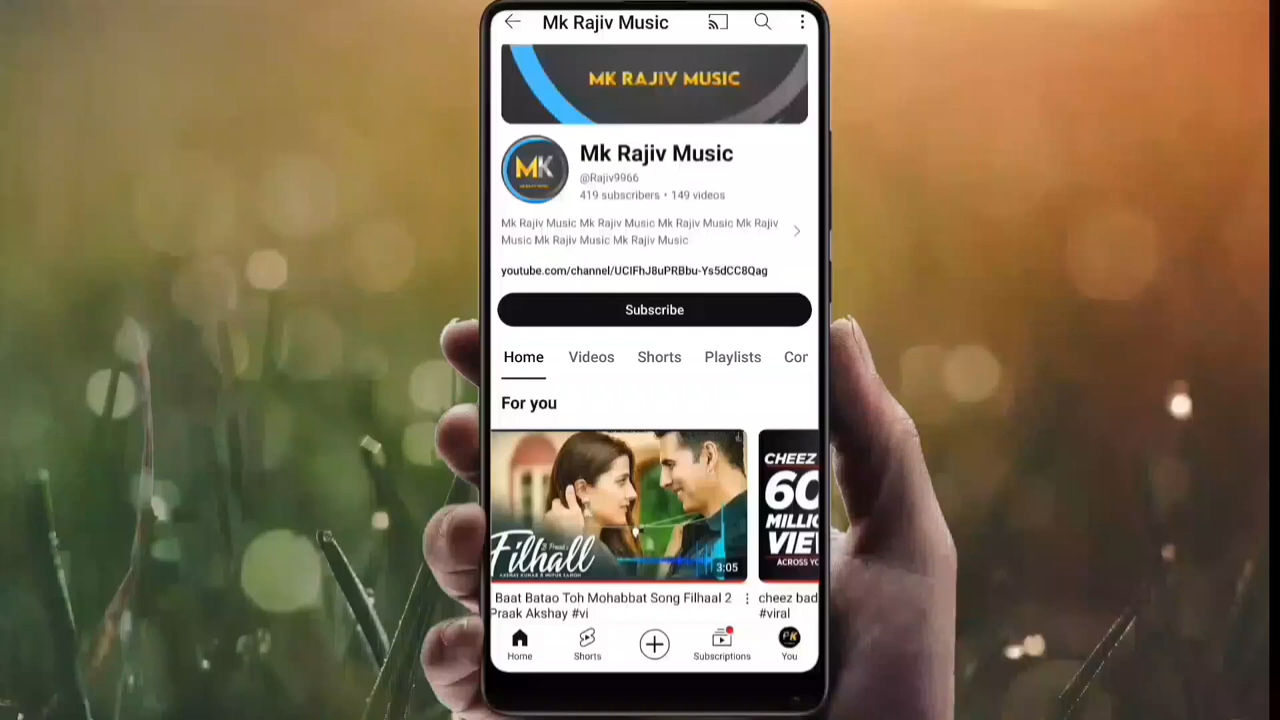 Mk Rajiv Music
MK RAJIV MUSIC
MK
Mk Rajiv Music
@Rajiv9966
419 subscribers • 149 videos
Mk Rajiv Music Mk Rajiv Music Mk Rajiv Music Mk Rajiv
Music Mk Rajiv Music Mk Rajiv Music
youtube.com/channel/UCIFhJ8uPRBbu-Ys5dCC8Qag
Subscribe
Home Videos Shorts Playlists Cor
For you
Filhall
3:05
CHEEZ
60
MILLIC
VIE
ACROSS YO
Baat Batao Toh Mohabbat Song Filhaal 2
Praak Akshay #vi
cheez bad
#viral
Home Shorts Subscriptions You